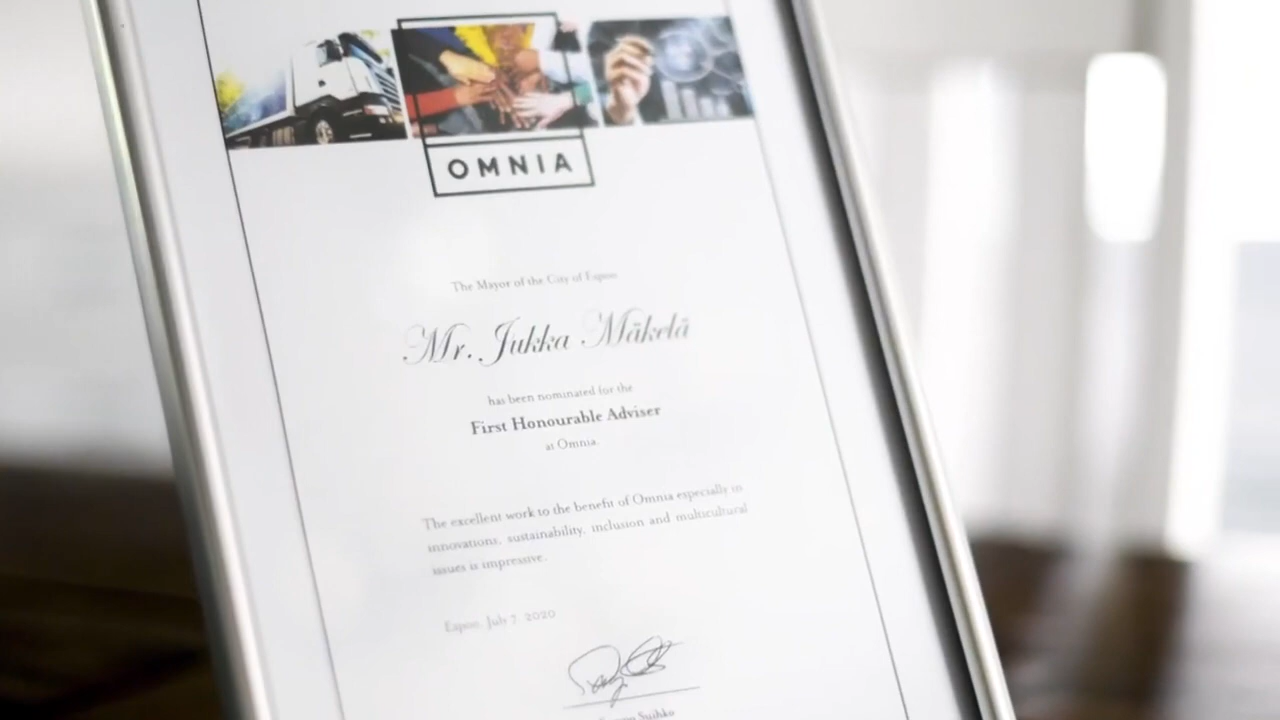 OMNIA
The Mayor of the City of Espoo
Mr. Jukka Mäkelä
has been nominated for the
First Honourable Adviser
at Omnia.
The excellent work to the benefit of Omnia especially in
innovations, sustainability, inclusion and multicultural
issues is impressive.
Espoo, July 7 2020
Suihko